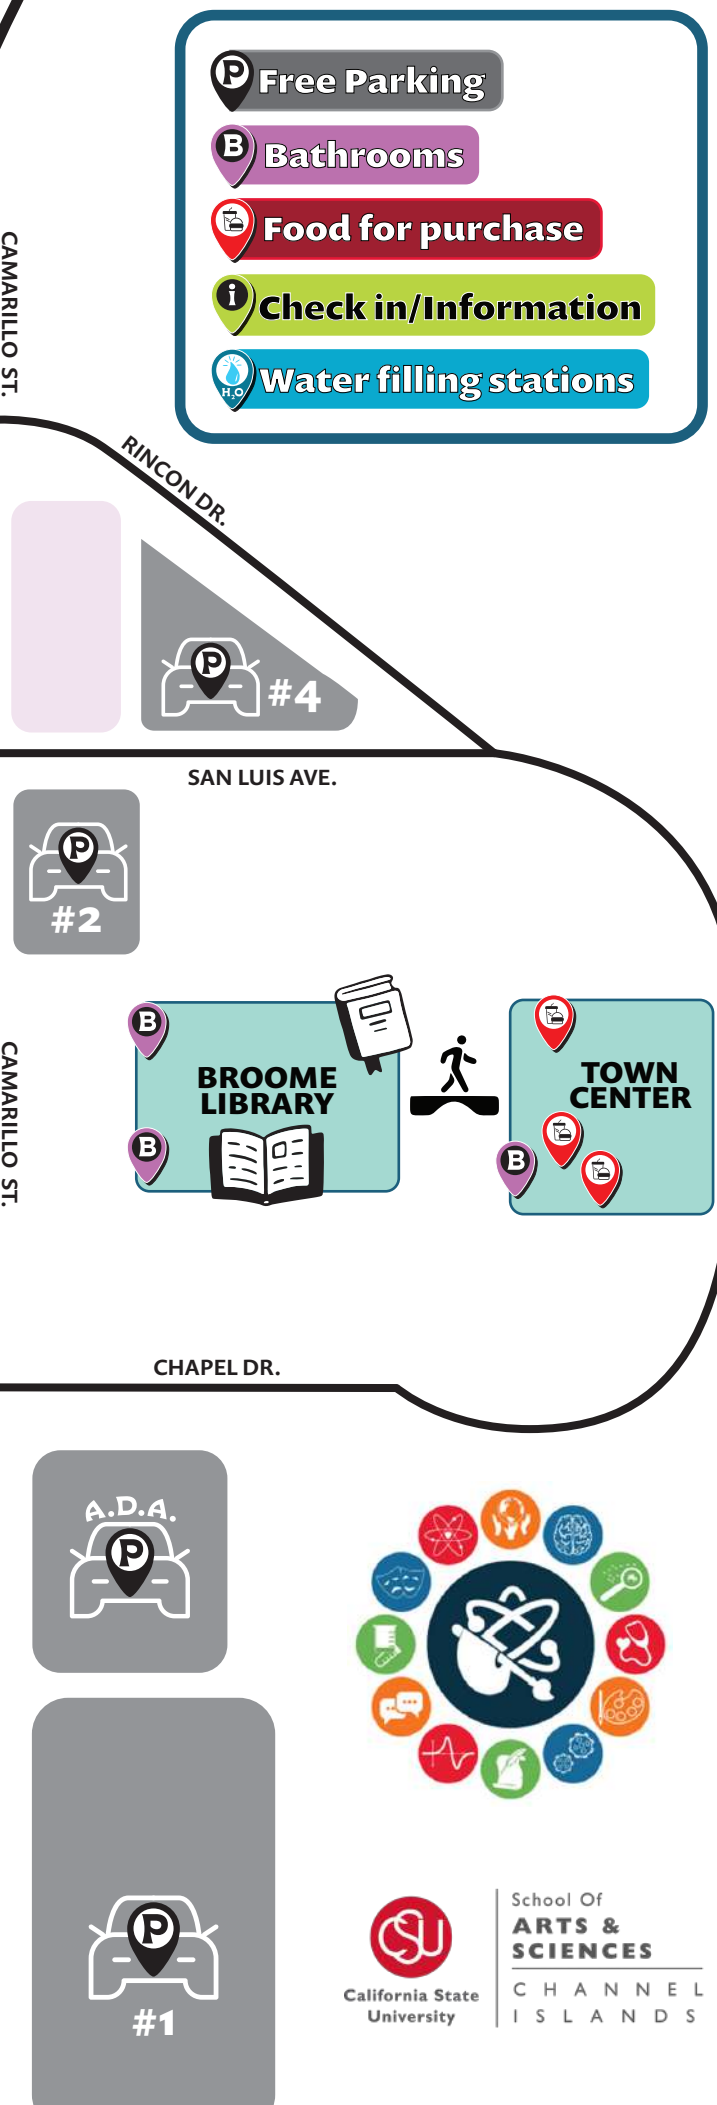 P Free Parking
B Bathrooms
Food for purchase
i Check in/Information
H₂O Water filling stations
CAMARILLO ST.
RINCON DR.
P
#4
SAN LUIS AVE.
P
#2
B
BROOME
LIBRARY
B
TOWN
CENTER
B
CAMARILLO ST.
CHAPEL DR.
A.D.A.
P
P
#1
CSU
California State
University
School Of
ARTS &
SCIENCES
CHANNEL
ISLANDS